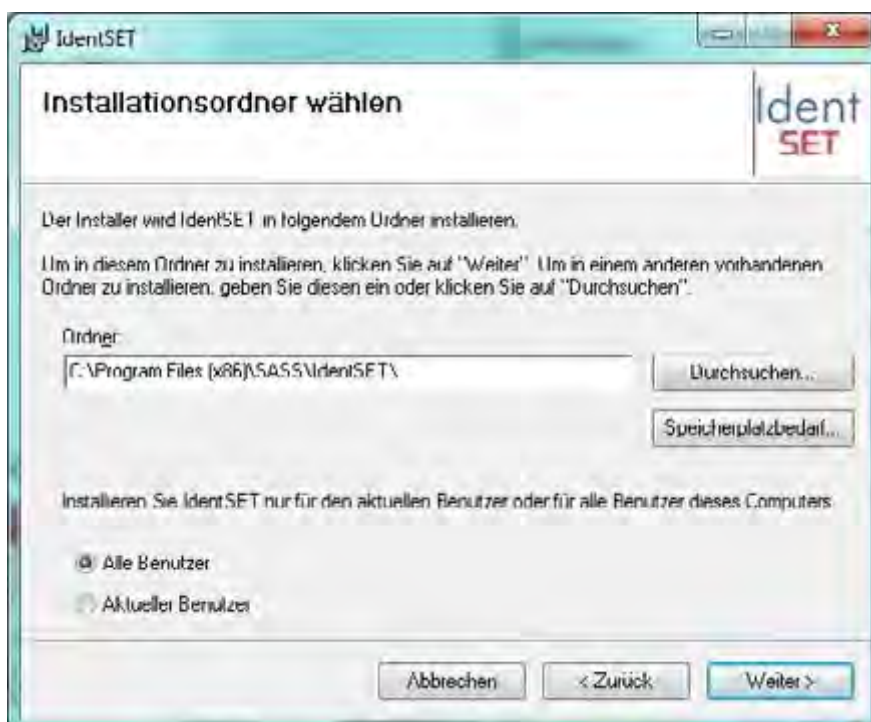 IdentSET
Installationsordner wählen
Ident
SET
Der Installer wird IdentSET in folgendem Ordner installieren.
Um in diesem Ordner zu installieren, klicken Sie auf "Weiter". Um in einem anderen vorhandenen
Ordner zu installieren, geben Sie diesen ein oder klicken Sie auf "Durchsuchen".
Ordner:
C:\Program Files (x86)\SASS\IdentSET\
Durchsuchen...
Speicherplatzbedarf...
Installieren Sie IdentSET nur für den aktuellen Benutzer oder für alle Benutzer dieses Computers
Alle Benutzer
Aktueller Benutzer
Abbrechen
< Zurück
Weiter >